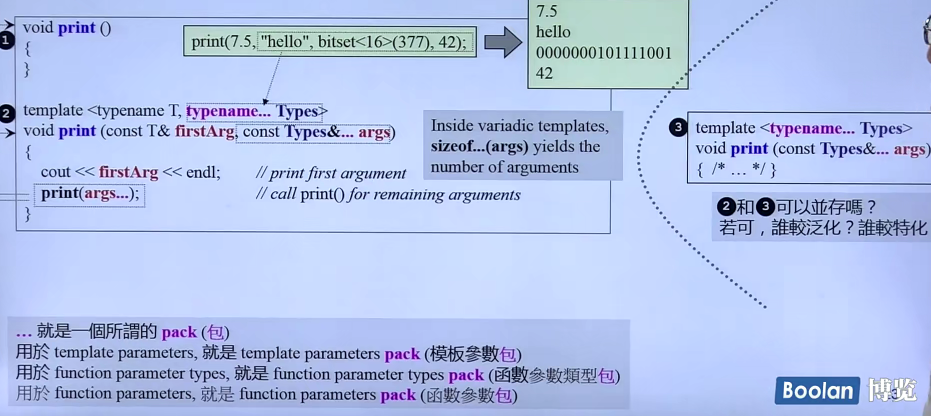 ❶
void print ()
{
}
print(7.5, "hello", bitset<16>(377), 42);
7.5
hello
0000000101111001
42
❷
template <typename T, typename... Types>
void print (const T& firstArg, const Types&... args)
{
cout << firstArg << endl; // print first argument
print(args...); // call print() for remaining arguments
}
Inside variadic templates,
sizeof...(args) yields the
number of arguments
❸
template <typename... Types>
void print (const Types&... args)
{ /* ... */ }
❷和❸可以並存嗎？
若可，誰較泛化？誰較特化
... 就是一個所謂的 pack (包)
用於 template parameters, 就是 template parameters pack (模板參數包)
用於 function parameter types, 就是 function parameter types pack (函數參數類型包)
用於 function parameters, 就是 function parameters pack (函數參數包)
Boolan 博览